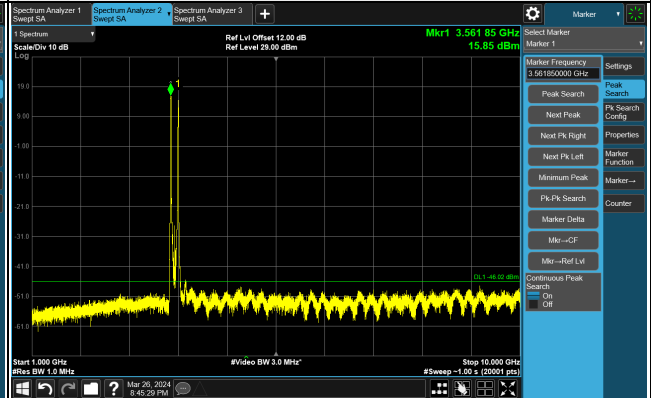 Spectrum Analyzer 1
Swept SA
Spectrum Analyzer 2
Swept SA
Spectrum Analyzer 3
Swept SA
+
Marker
1 Spectrum
Scale/Div 10 dB
Log
Ref Lvl Offset 12.00 dB
Ref Level 29.00 dBm
Mkr1 3.561 85 GHz
15.85 dBm
Select Marker
Marker 1
Marker Frequency
3.561850000 GHz
Peak Search
Next Peak
Next Pk Right
Next Pk Left
Minimum Peak
Pk-Pk Search
Marker Delta
Mkr→CF
Mkr→Ref Lvl
Continuous Peak
Search
On
Off
Settings
Peak
Search
Pk Search
Config
Properties
Marker
Function
Marker→
Counter
1
19.0
9.00
-1.00
-11.0
-21.0
-31.0
-41.0
-51.0
-61.0
DL1 -46.02 dBm
Start 1.000 GHz
#Res BW 1.0 MHz
#Video BW 3.0 MHz*
Stop 10.000 GHz
#Sweep ~1.00 s (20001 pts)
?
Mar 26, 2024
8:45:29 PM